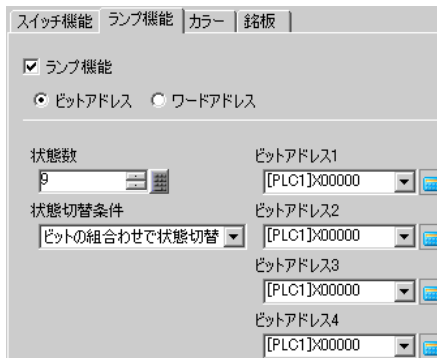 スイッチ機能 ランプ機能 カラー 銘板
ランプ機能
ビットアドレス ワードアドレス
状態数
9
状態切替条件
ビットの組合わせで状態切替
ビットアドレス1
[PLC1]X00000
ビットアドレス2
[PLC1]X00000
ビットアドレス3
[PLC1]X00000
ビットアドレス4
[PLC1]X00000